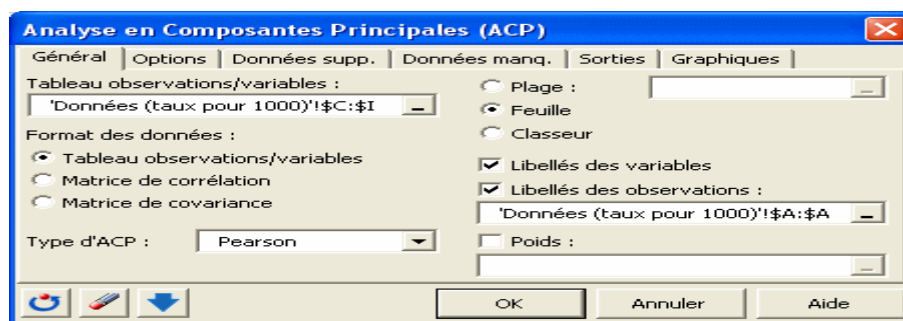 Analyse en Composantes Principales (ACP)
Général Options Données supp. Données manq. Sorties Graphiques
Tableau observations/variables :
'Données (taux pour 1000)'!$C:$I
Format des données :
Tableau observations/variables
Matrice de corrélation
Matrice de covariance
Type d'ACP : Pearson
Plage :
Feuille
Classeur
Libellés des variables
Libellés des observations :
'Données (taux pour 1000)'!$A:$A
Poids :
OK Annuler Aide